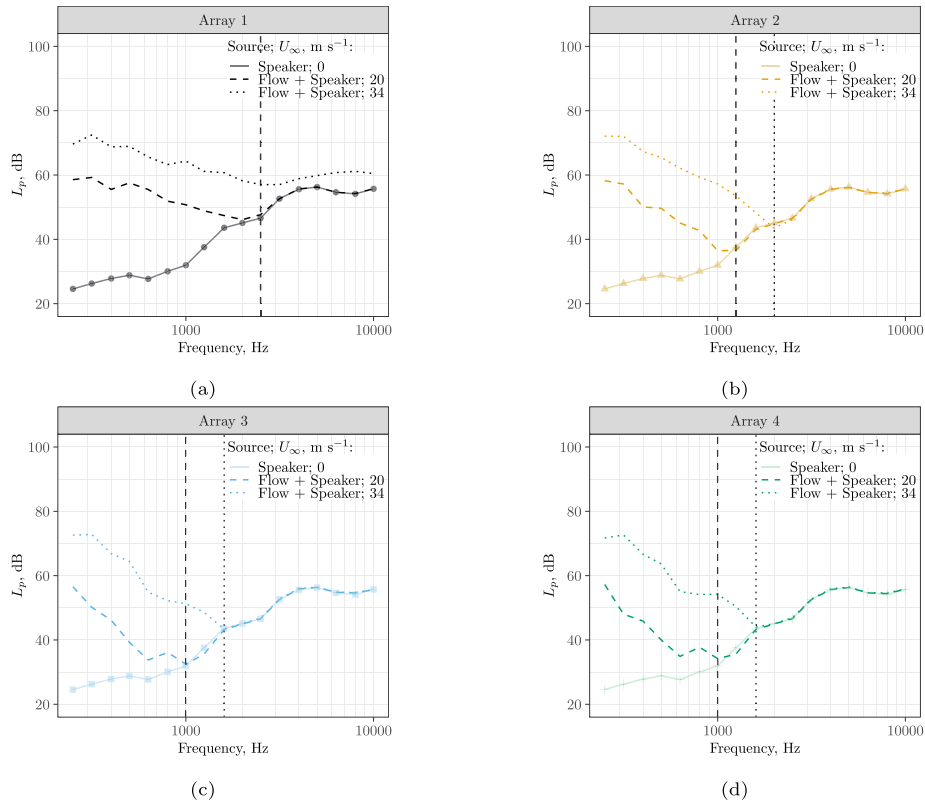 Array 1
Source; U∞, m s⁻¹:
Speaker; 0
Flow + Speaker; 20
Flow + Speaker; 34
100
80
60
40
20
Lp, dB
1000 10000
Frequency, Hz
(a)
Array 2
Source; U∞, m s⁻¹:
Speaker; 0
Flow + Speaker; 20
Flow + Speaker; 34
100
80
60
40
20
Lp, dB
1000 10000
Frequency, Hz
(b)
Array 3
Source; U∞, m s⁻¹:
Speaker; 0
Flow + Speaker; 20
Flow + Speaker; 34
100
80
60
40
20
Lp, dB
1000 10000
Frequency, Hz
(c)
Array 4
Source; U∞, m s⁻¹:
Speaker; 0
Flow + Speaker; 20
Flow + Speaker; 34
100
80
60
40
20
Lp, dB
1000 10000
Frequency, Hz
(d)